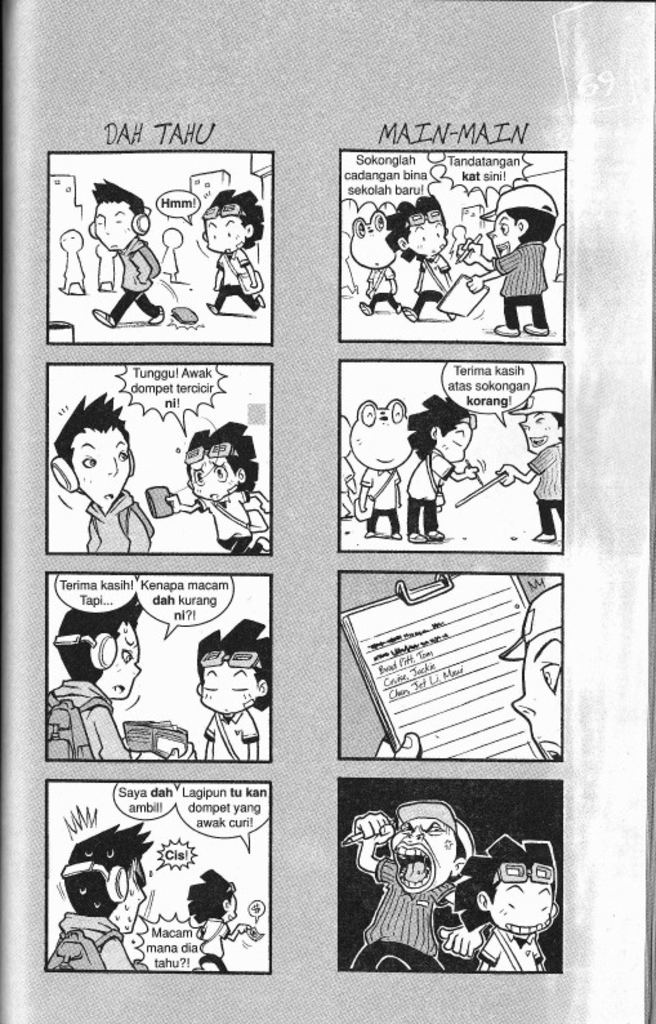 69
DAH TAHU
Hmm!
Tunggu! Awak
dompet tercicir
ni!
Terima kasih!
Tapi...
Kenapa macam
dah kurang
ni?!
Saya dah
ambil!
Lagipun tu kan
dompet yang
awak curi!
Cis!
Macam
mana dia
tahu?!
MAIN-MAIN
Sokonglah
cadangan bina
sekolah baru!
Tandatangan
kat sini!
Terima kasih
atas sokongan
korang!
Brad Pitt, Tom
Cruise, Jackie
Chan, Jet Li, Mawi